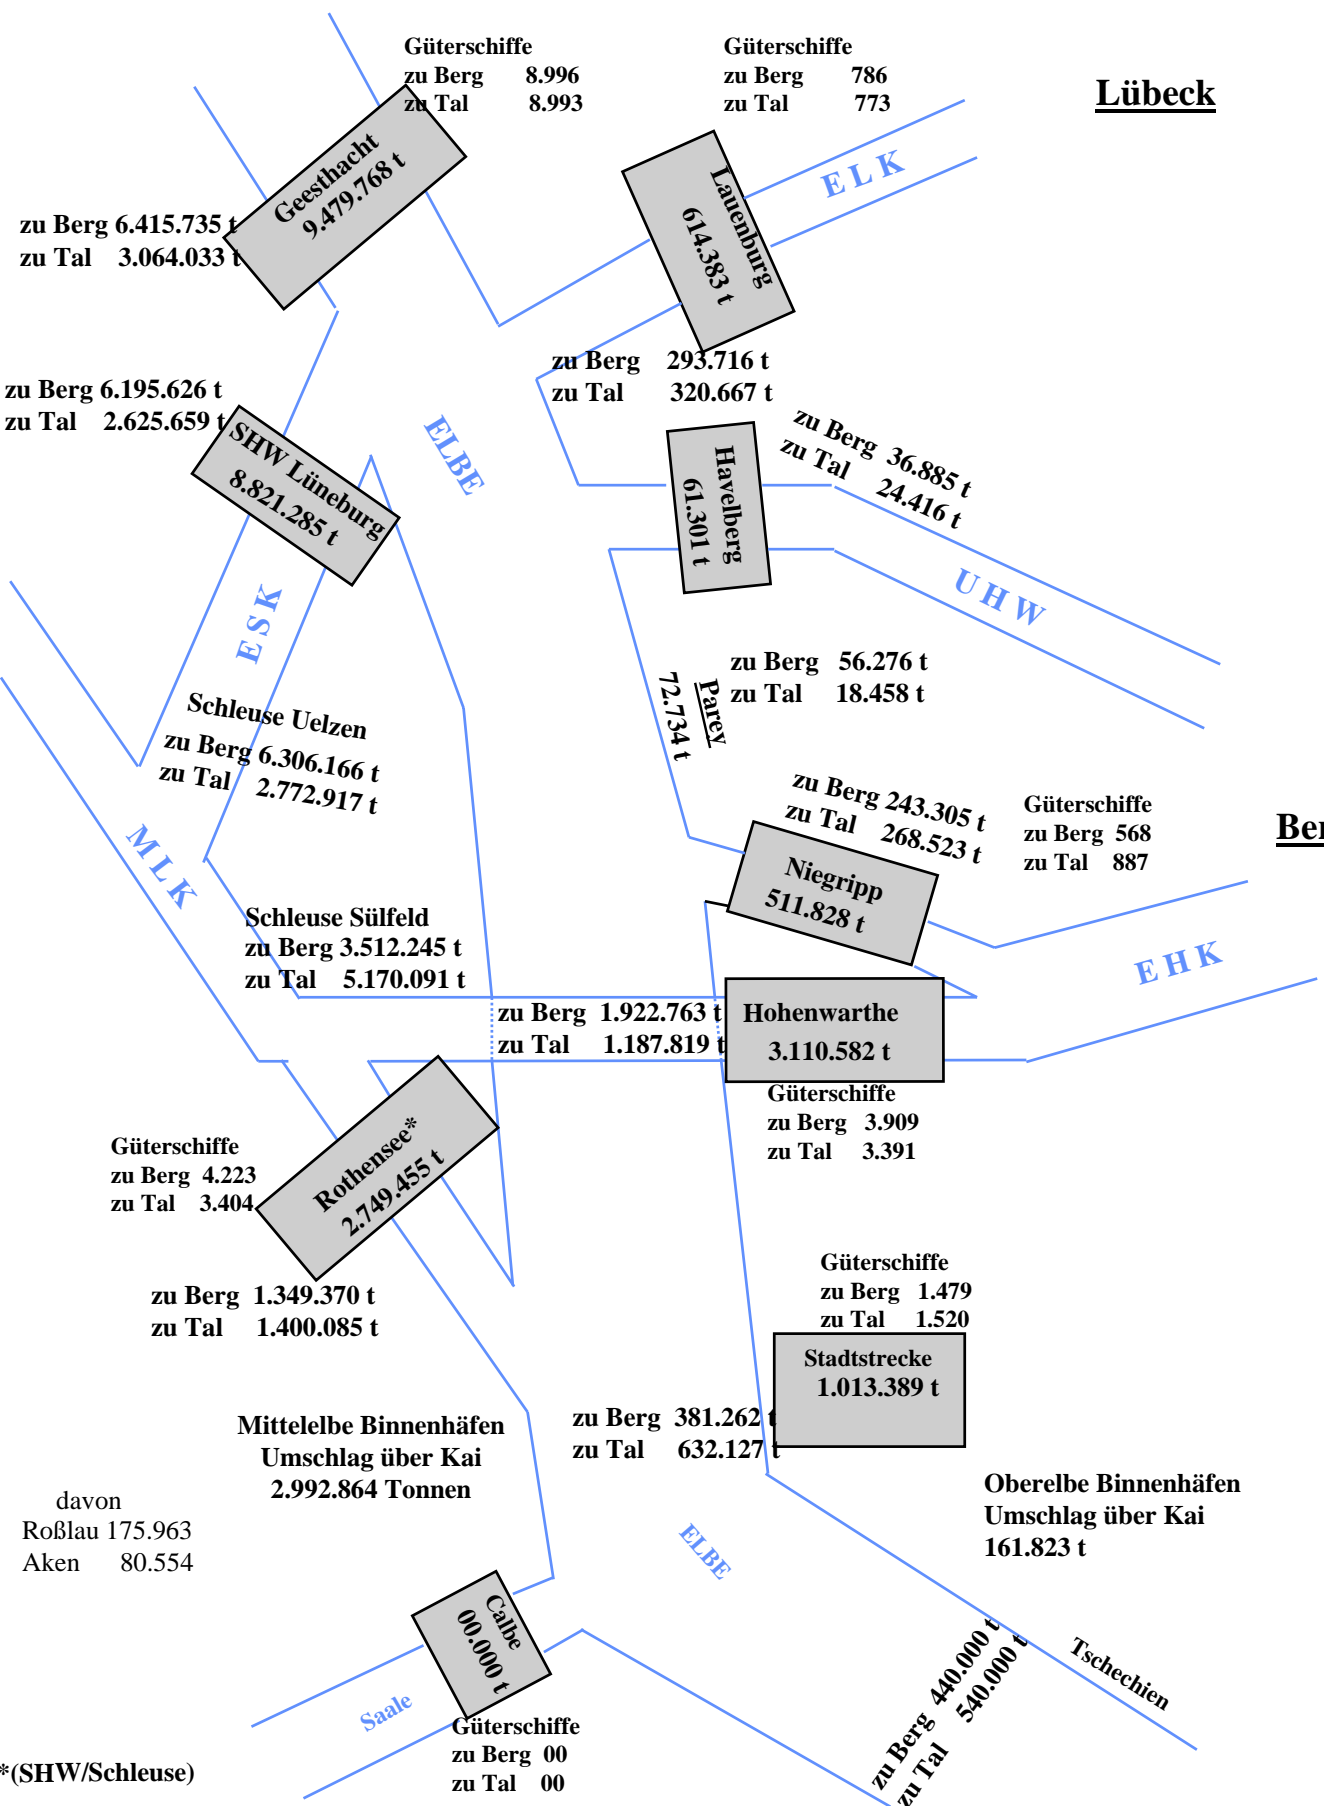 Güterschiffe
zu Berg 8.996
zu Tal 8.993
Güterschiffe
zu Berg 786
zu Tal 773
Lübeck
Geesthacht
9.479.768 t
Lauenburg
614.383 t
ELK
zu Berg 6.415.735 t
zu Tal 3.064.033 t
zu Berg 293.716 t
zu Tal 320.667 t
zu Berg 6.195.626 t
zu Tal 2.625.659 t
SHW Lüneburg
8.821.285 t
ELBE
Havelberg
61.301 t
zu Berg 36.885 t
zu Tal 24.416 t
UHW
ESK
zu Berg 56.276 t
zu Tal 18.458 t
Parey
72.734 t
Schleuse Uelzen
zu Berg 6.306.166 t
zu Tal 2.772.917 t
MLK
zu Berg 243.305 t
zu Tal 268.523 t
Güterschiffe
zu Berg 568
zu Tal 887
Ber
Niegripp
511.828 t
EHK
Schleuse Sülfeld
zu Berg 3.512.245 t
zu Tal 5.170.091 t
zu Berg 1.922.763 t
zu Tal 1.187.819 t
Hohenwarthe
3.110.582 t
Güterschiffe
zu Berg 3.909
zu Tal 3.391
Güterschiffe
zu Berg 4.223
zu Tal 3.404
Rothensee*
2.749.455 t
zu Berg 1.349.370 t
zu Tal 1.400.085 t
Güterschiffe
zu Berg 1.479
zu Tal 1.520
Stadtstrecke
1.013.389 t
zu Berg 381.262 t
zu Tal 632.127 t
Mittelelbe Binnenhäfen
Umschlag über Kai
2.992.864 Tonnen
Oberelbe Binnenhäfen
Umschlag über Kai
161.823 t
davon
Roßlau 175.963
Aken 80.554
ELBE
Calbe
00.000 t
Saale
Güterschiffe
zu Berg 00
zu Tal 00
zu Berg 440.000 t
zu Tal 540.000 t
Tschechien
*(SHW/Schleuse)